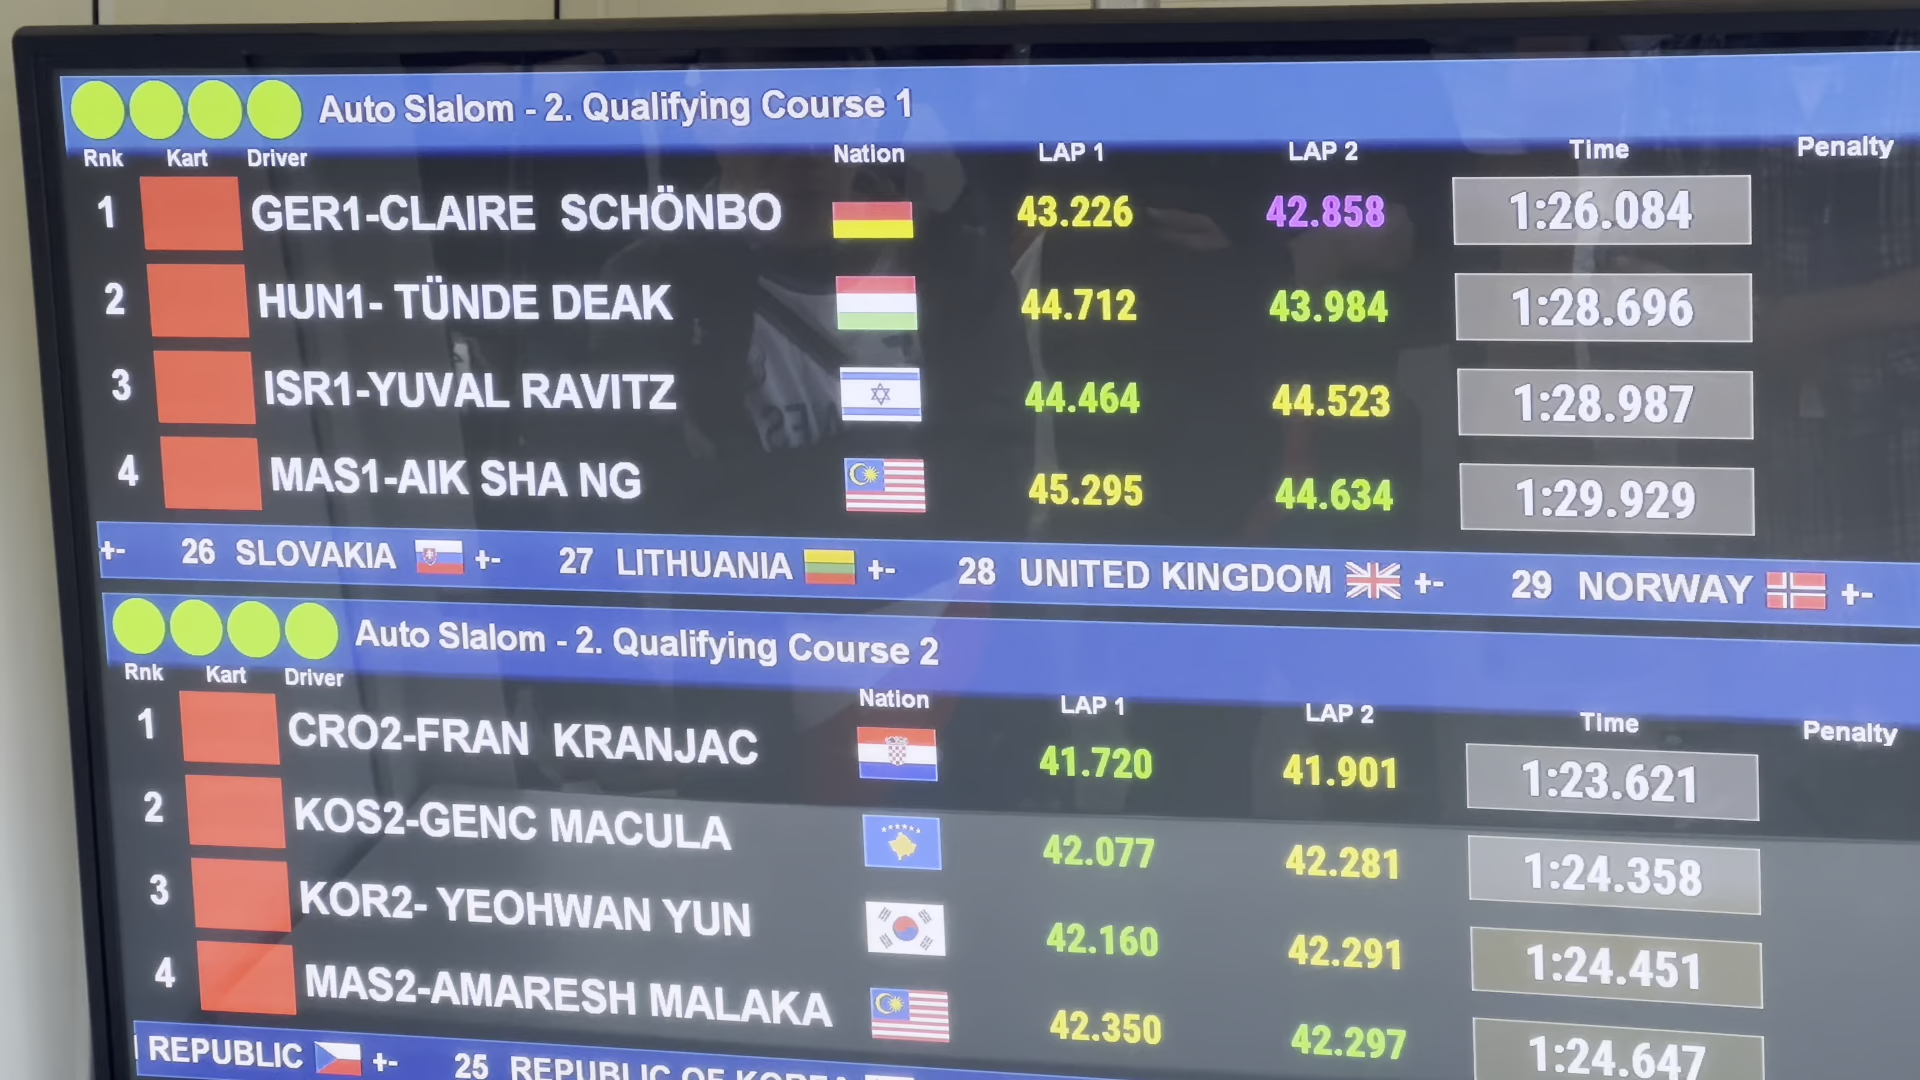 Auto Slalom - 2. Qualifying Course 1
Rnk Kart Driver Nation LAP 1 LAP 2 Time Penalty
1 GER1-CLAIRE SCHÖNBO 43.226 42.858 1:26.084
2 HUN1- TÜNDE DEAK 44.712 43.984 1:28.696
3 ISR1-YUVAL RAVITZ 44.464 44.523 1:28.987
4 MAS1-AIK SHA NG 45.295 44.634 1:29.929
+- 26 SLOVAKIA +- 27 LITHUANIA +- 28 UNITED KINGDOM +- 29 NORWAY +-
Auto Slalom - 2. Qualifying Course 2
Rnk Kart Driver Nation LAP 1 LAP 2 Time Penalty
1 CRO2-FRAN KRANJAC 41.720 41.901 1:23.621
2 KOS2-GENC MACULA 42.077 42.281 1:24.358
3 KOR2- YEOHWAN YUN 42.160 42.291 1:24.451
4 MAS2-AMARESH MALAKA 42.350 42.297 1:24.647
REPUBLIC +- 25 REPUBLIC OF KOREA